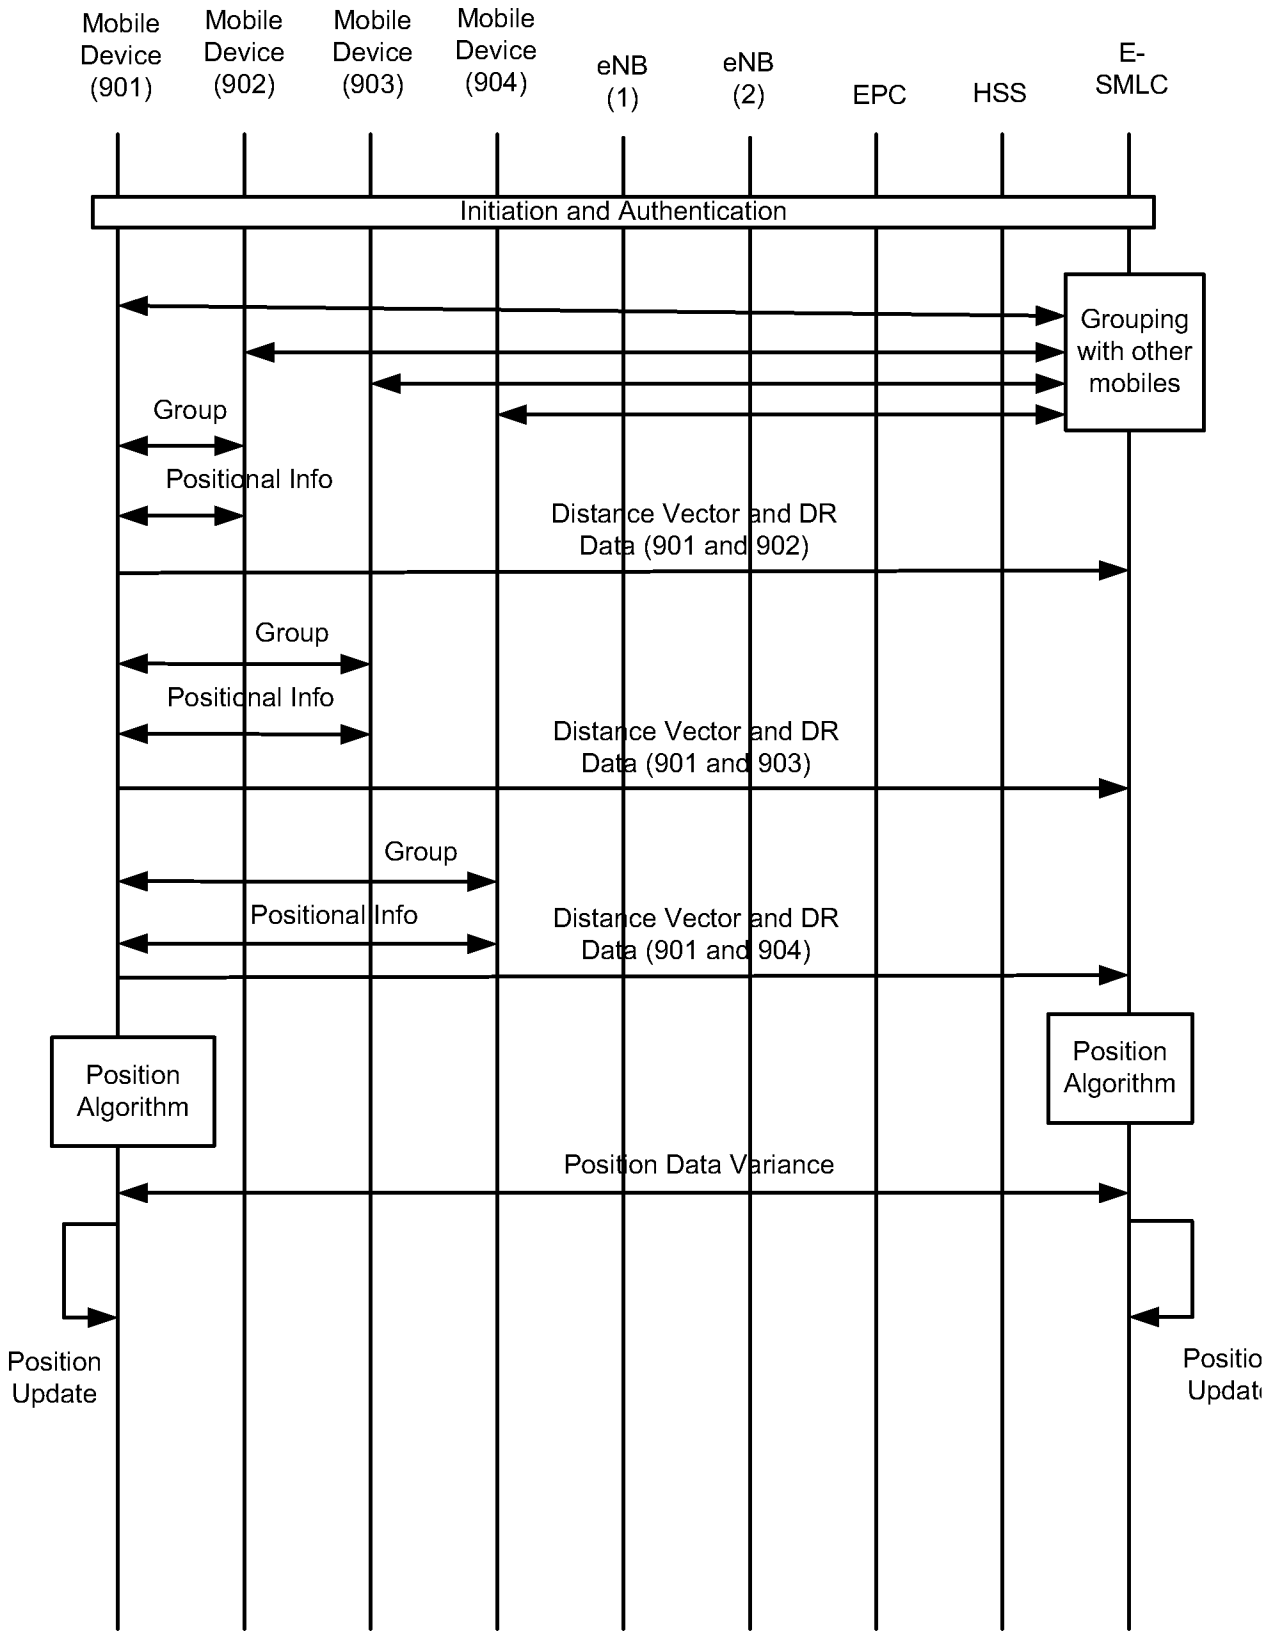 Mobile
Device
(901)
Mobile
Device
(902)
Mobile
Device
(903)
Mobile
Device
(904)
eNB
(1)
eNB
(2)
EPC
HSS
E-
SMLC
Initiation and Authentication
Grouping
with other
mobiles
Group
Positional Info
Distance Vector and DR
Data (901 and 902)
Group
Positional Info
Distance Vector and DR
Data (901 and 903)
Group
Positional Info
Distance Vector and DR
Data (901 and 904)
Position
Algorithm
Position
Algorithm
Position Data Variance
Position
Update